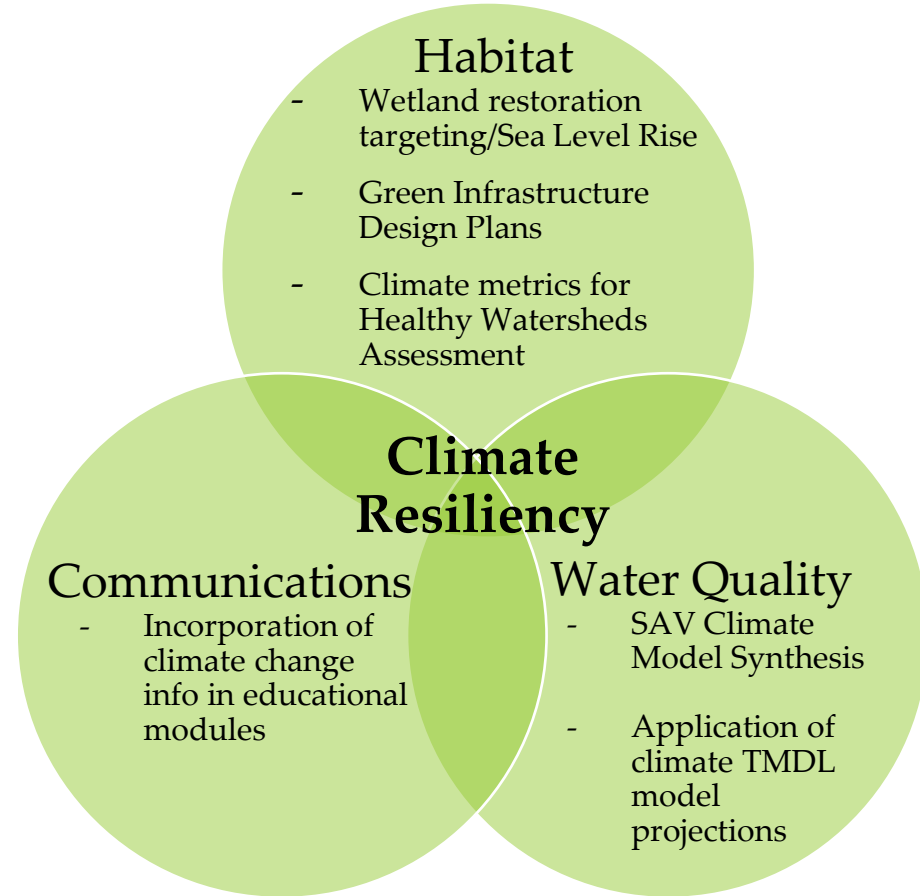 Habitat
- Wetland restoration
targeting/Sea Level Rise
- Green Infrastructure
Design Plans
- Climate metrics for
Healthy Watersheds
Assessment
Climate
Resiliency
Communications
- Incorporation of
climate change
info in educational
modules
Water Quality
- SAV Climate
Model Synthesis
- Application of
climate TMDL
model
projections